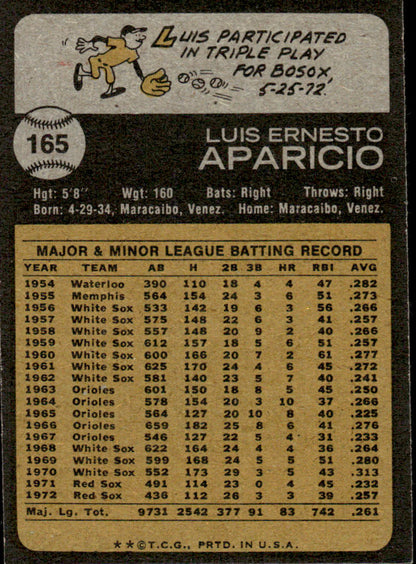 LUIS PARTICIPATED
IN TRIPLE PLAY
FOR BOSOX,
5-25-72.
165
LUIS ERNESTO
APARICIO
Hgt: 5'8" Wgt: 160 Bats: Right Throws: Right
Born: 4-29-34, Maracaibo, Venez. Home: Maracaibo, Venez.
MAJOR & MINOR LEAGUE BATTING RECORD
YEAR TEAM AB H 2B 3B HR RBI AVG
1954 Waterloo 390 110 18 4 4 47 .282
1955 Memphis 564 154 24 3 6 51 .273
1956 White Sox 533 142 19 6 3 56 .266
1957 White Sox 575 148 22 6 3 41 .257
1958 White Sox 557 148 20 9 2 40 .266
1959 White Sox 612 157 18 5 6 51 .257
1960 White Sox 600 166 20 7 2 61 .277
1961 White Sox 625 170 24 4 6 45 .272
1962 White Sox 581 140 23 5 7 40 .241
1963 Orioles 601 150 18 8 5 45 .250
1964 Orioles 578 154 20 3 10 37 .266
1965 Orioles 564 127 20 10 8 40 .225
1966 Orioles 659 182 25 8 6 41 .276
1967 Orioles 546 127 22 5 4 31 .233
1968 White Sox 622 164 24 4 4 36 .264
1969 White Sox 599 168 24 5 5 51 .280
1970 White Sox 552 173 29 3 5 43 .313
1971 Red Sox 491 114 23 0 4 45 .232
1972 Red Sox 436 112 26 3 3 39 .257
Maj. Lg. Tot. 9731 2542 377 91 83 742 .261
**©T.C.G., PRTD. IN U.S.A.